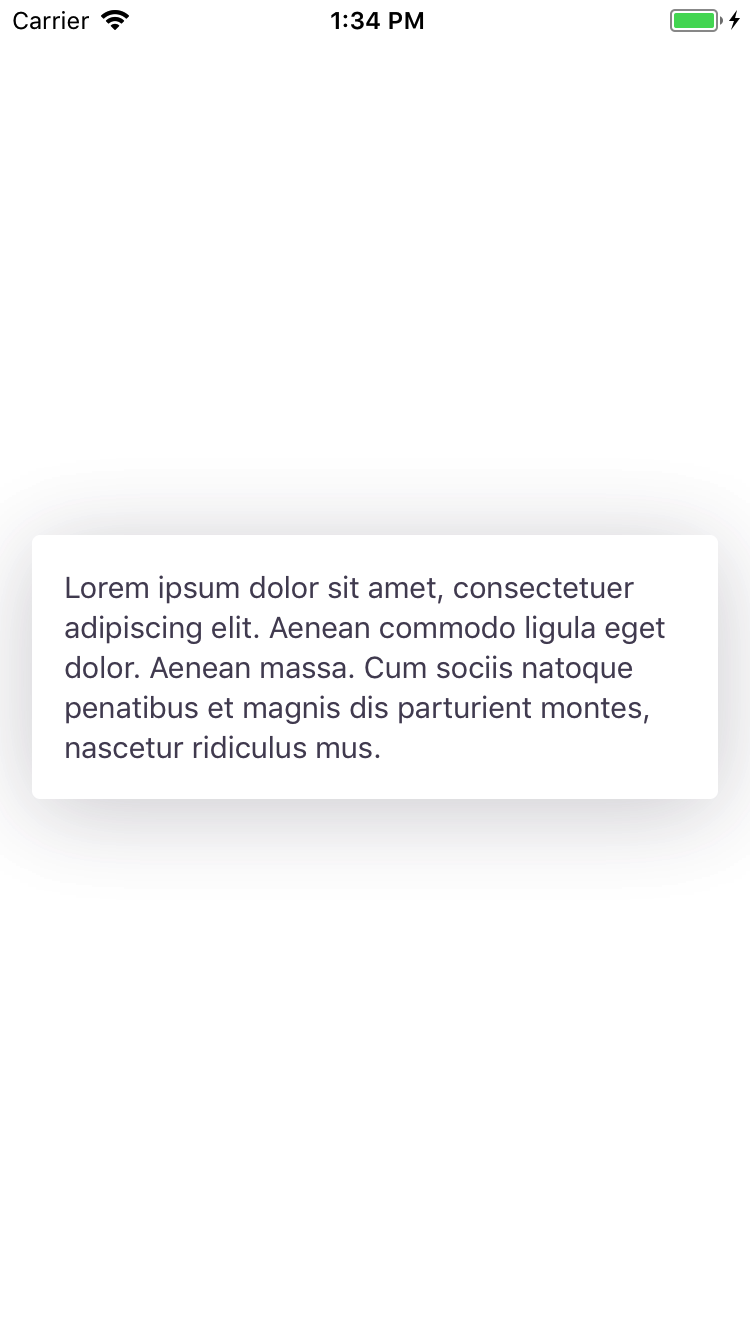 Carrier 1:34 PM
Lorem ipsum dolor sit amet, consectetuer
adipiscing elit. Aenean commodo ligula eget
dolor. Aenean massa. Cum sociis natoque
penatibus et magnis dis parturient montes,
nascetur ridiculus mus.